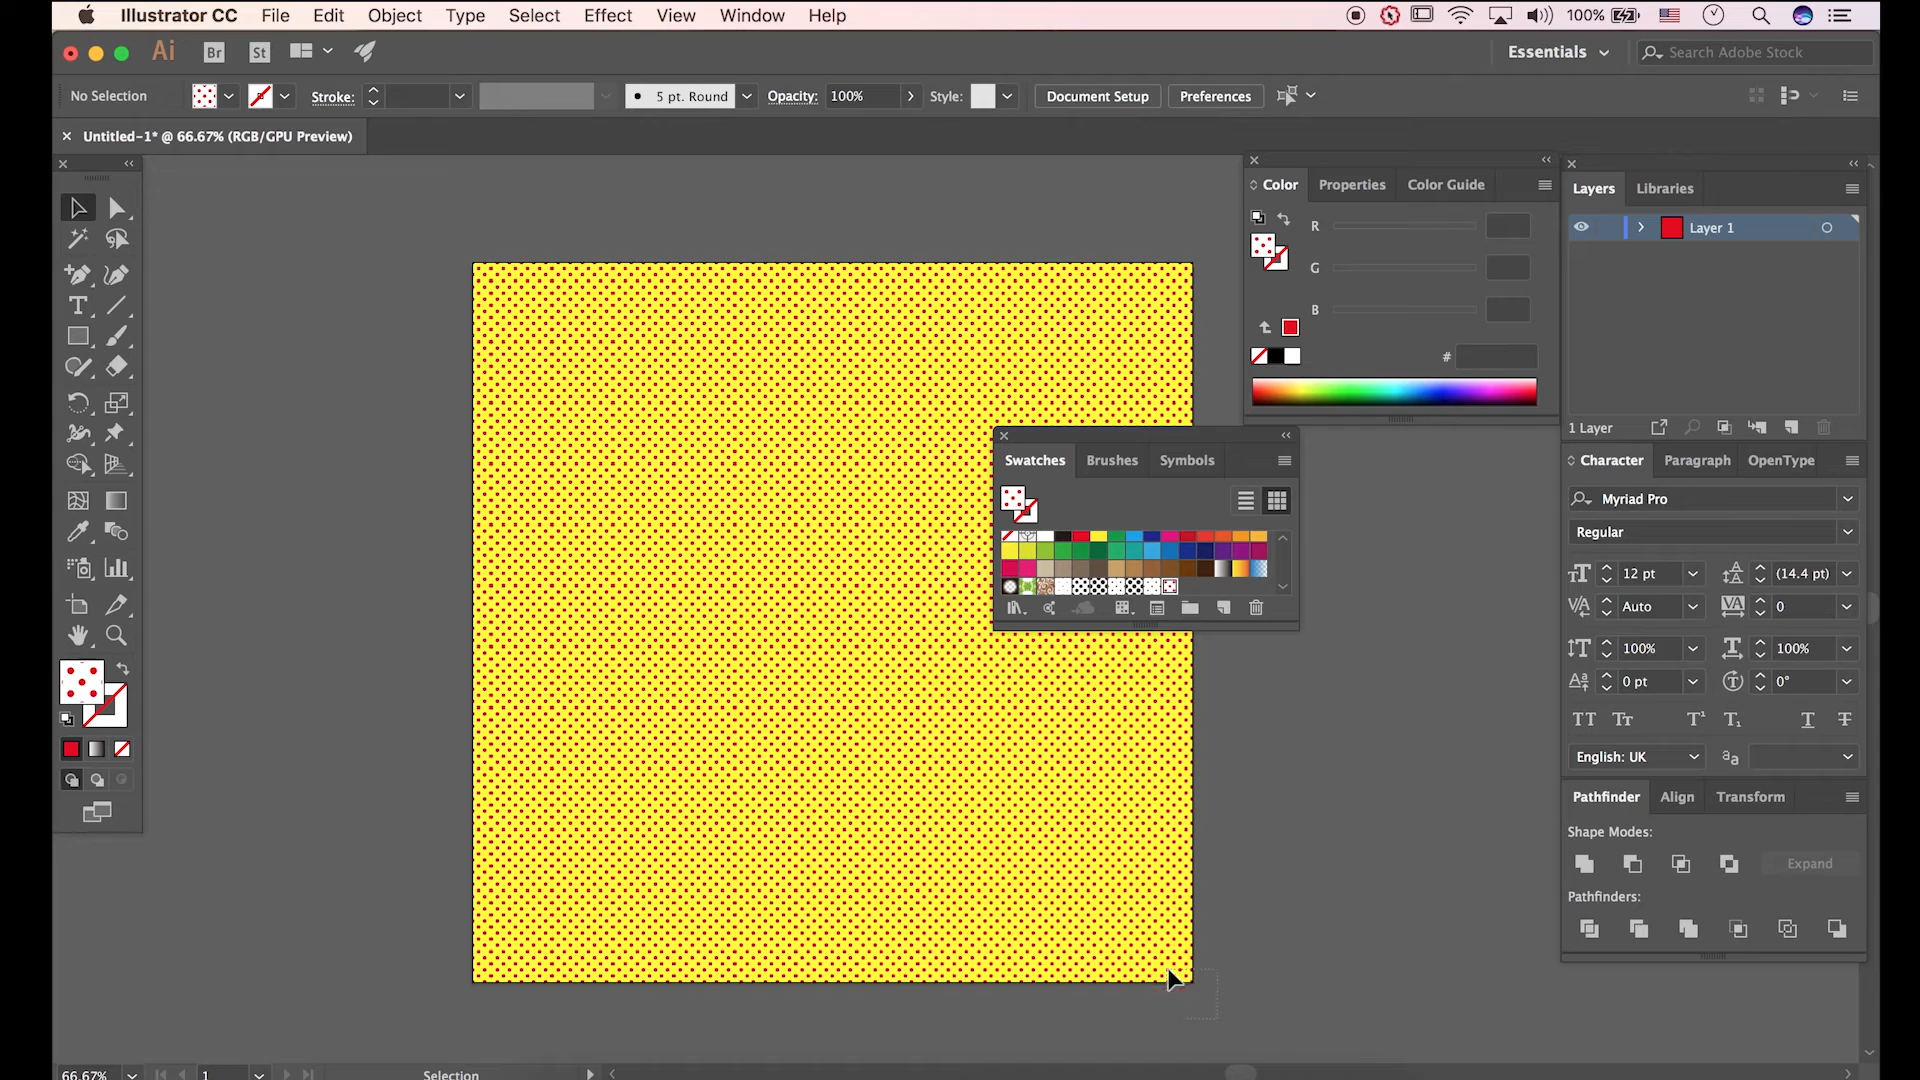 Illustrator CC File Edit Object Type Select Effect View Window Help 100%
Ai Br St Essentials Search Adobe Stock
No Selection Stroke: 5 pt. Round Opacity: 100% Style: Document Setup Preferences
Untitled-1* @ 66.67% (RGB/GPU Preview)
Color Properties Color Guide
R
G
B
#
Layers Libraries
Layer 1
1 Layer
Swatches Brushes Symbols
Character Paragraph OpenType
Myriad Pro
Regular
12 pt (14.4 pt)
Auto 0
100% 100%
0 pt 0°
English: UK
Pathfinder Align Transform
Shape Modes:
Expand
Pathfinders:
66.67% 1 Selection